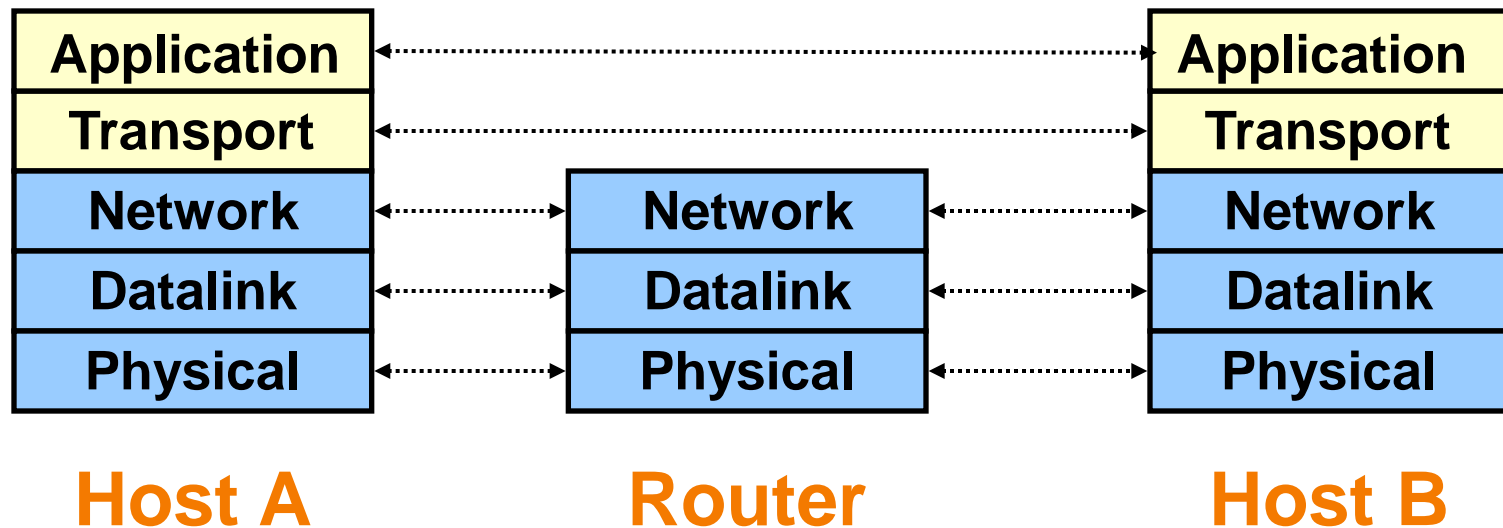 Application
Transport
Network
Datalink
Physical
Host A
Network
Datalink
Physical
Router
Application
Transport
Network
Datalink
Physical
Host B